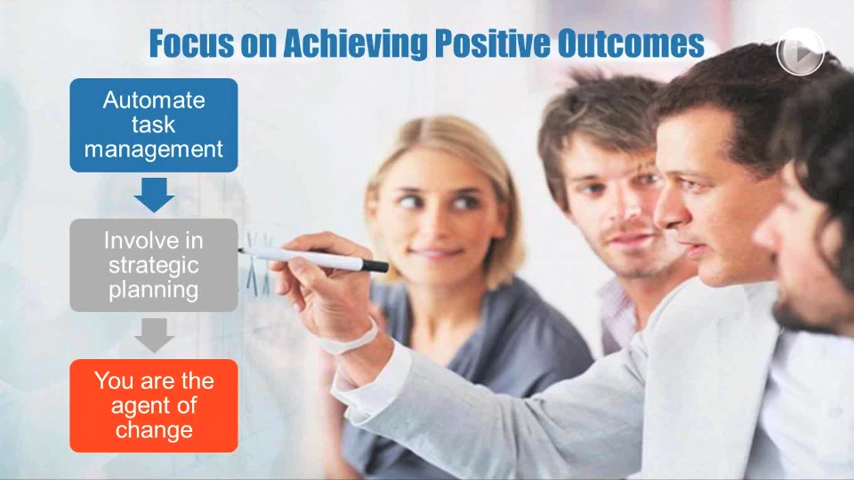 Focus on Achieving Positive Outcomes
Automate
task
management
Involve in
strategic
planning
You are the
agent of
change